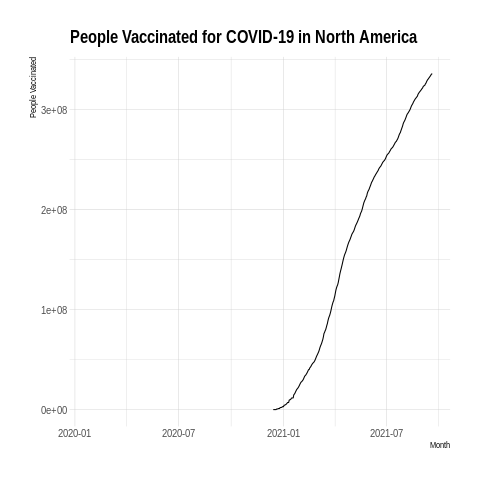 People Vaccinated for COVID-19 in North America
People Vaccinated
3e+08
2e+08
1e+08
0e+00
2020-01 2020-07 2021-01 2021-07
Month